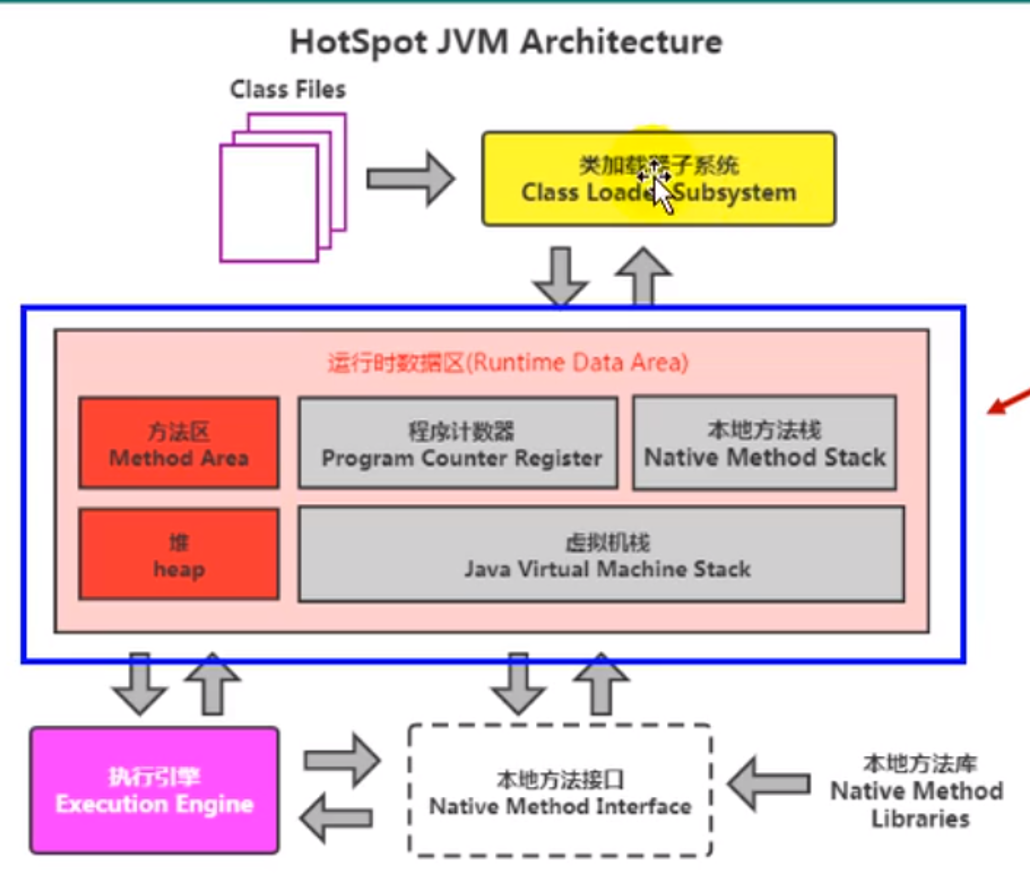 HotSpot JVM Architecture
Class Files
类加载器子系统
Class Loader Subsystem
运行时数据区(Runtime Data Area)
方法区
Method Area
程序计数器
Program Counter Register
本地方法栈
Native Method Stack
堆
heap
虚拟机栈
Java Virtual Machine Stack
执行引擎
Execution Engine
本地方法接口
Native Method Interface
本地方法库
Native Method
Libraries